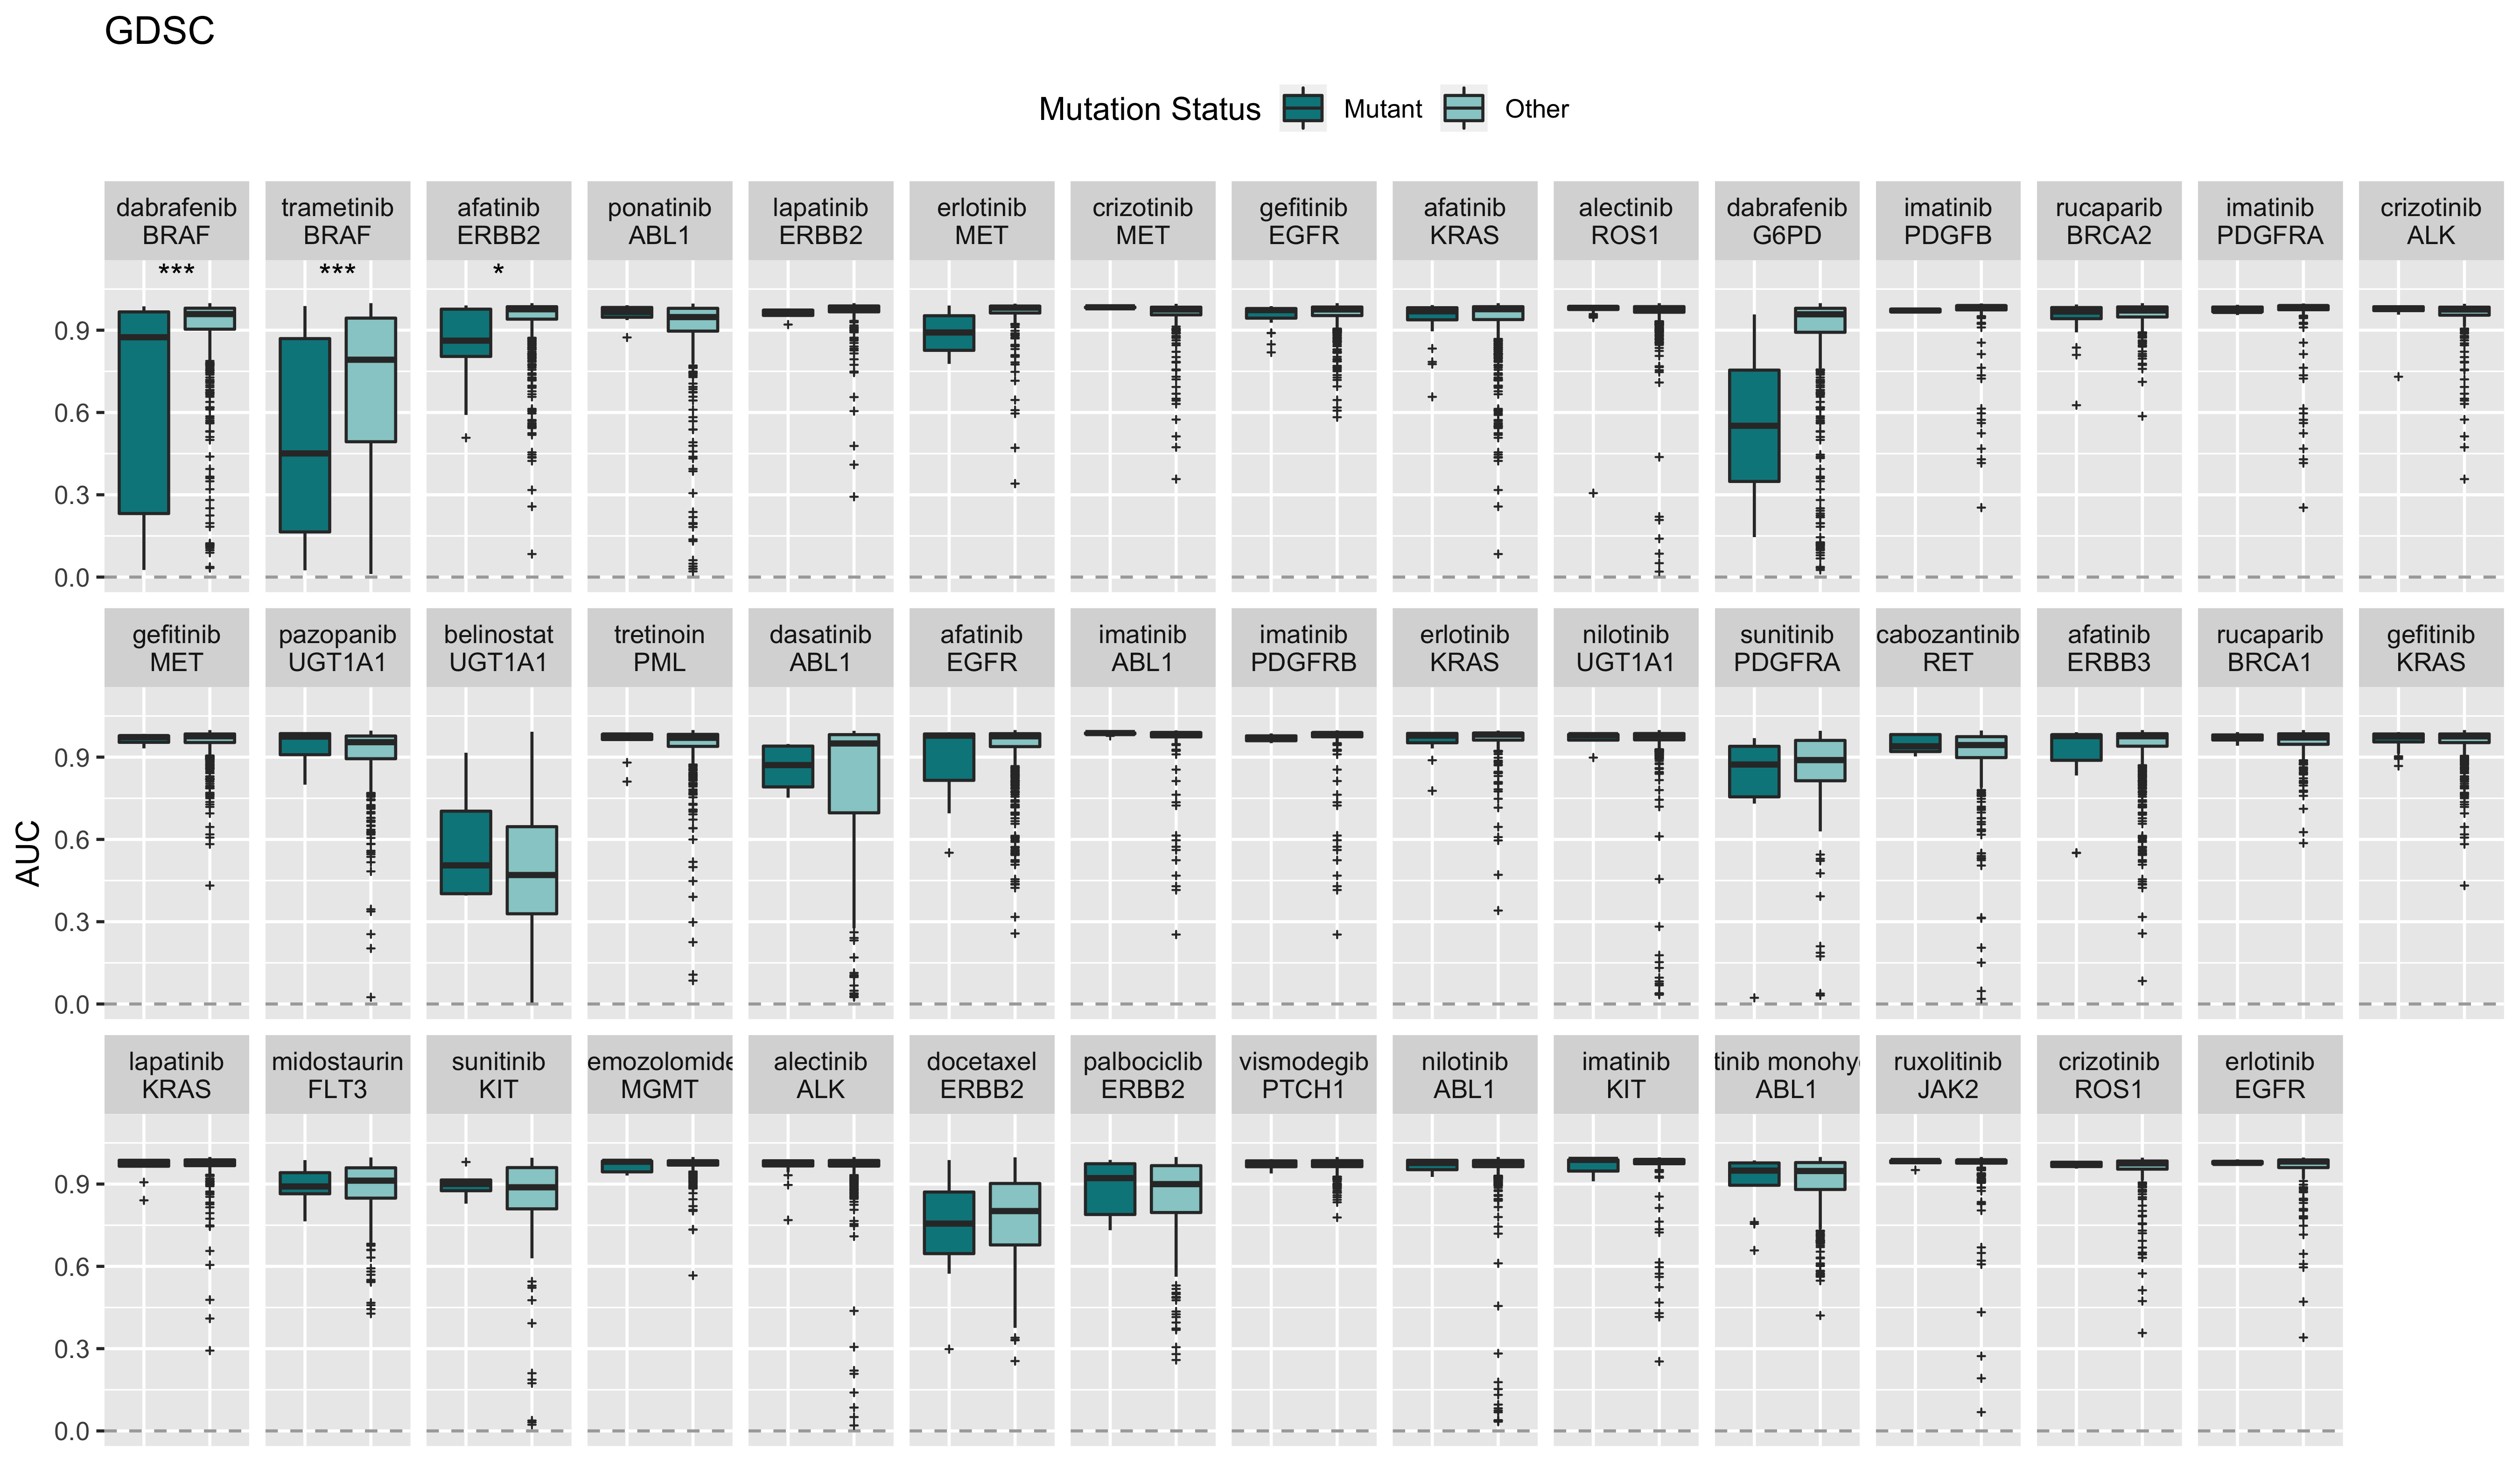 GDSC
Mutation Status Mutant Other
dabrafenib trametinib afatinib ponatinib lapatinib erlotinib crizotinib gefitinib afatinib alectinib dabrafenib imatinib rucaparib imatinib crizotinib
BRAF BRAF ERBB2 ABL1 ERBB2 MET MET EGFR KRAS ROS1 G6PD PDGFB BRCA2 PDGFRA ALK
*** *** *
0.9
0.6
0.3
0.0
gefitinib pazopanib belinostat tretinoin dasatinib afatinib imatinib imatinib erlotinib nilotinib sunitinib cabozantinib afatinib rucaparib gefitinib
MET UGT1A1 UGT1A1 PML ABL1 EGFR ABL1 PDGFRB KRAS UGT1A1 PDGFRA RET ERBB3 BRCA1 KRAS
0.9
0.6
0.3
0.0
AUC
lapatinib midostaurin sunitinib emozolomide alectinib docetaxel palbociclib vismodegib nilotinib imatinib tinib monohy ruxolitinib crizotinib erlotinib
KRAS FLT3 KIT MGMT ALK ERBB2 ERBB2 PTCH1 ABL1 KIT ABL1 JAK2 ROS1 EGFR
0.9
0.6
0.3
0.0